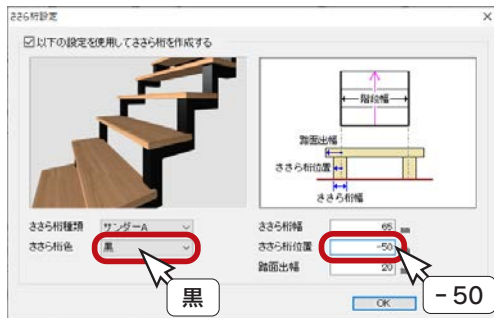 ささら桁設定
以下の設定を使用してささら桁を作成する
階段幅
踏面出幅
ささら桁位置
ささら桁幅
ささら桁種類 サンダーA
ささら桁色 黒
ささら桁幅 65 mm
ささら桁位置 -50 mm
踏面出幅 20 mm
黒
OK
-50